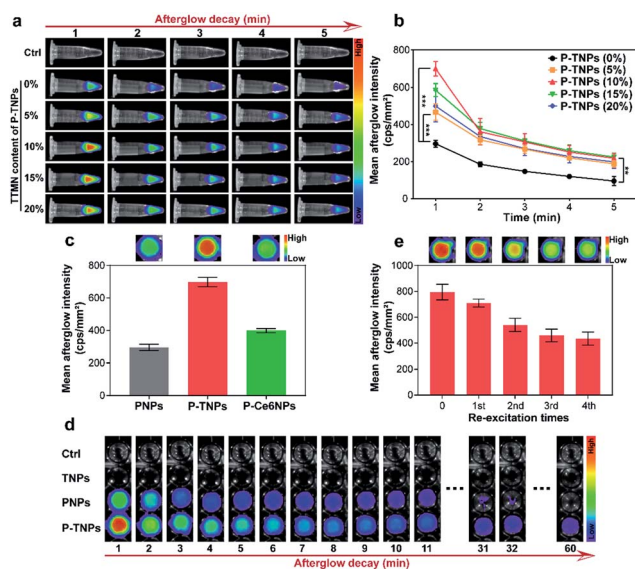 a
Afterglow decay (min)
1 2 3 4 5
Ctrl
0%
5%
10%
15%
20%
TTMN content of P-TNPs
High
Low
b
Mean afterglow intensity
(cps/mm²)
800
600
400
200
0
P-TNPs (0%)
P-TNPs (5%)
P-TNPs (10%)
P-TNPs (15%)
P-TNPs (20%)
***
***
**
1 2 3 4 5
Time (min)
c
High
Low
Mean afterglow intensity
(cps/mm²)
800
600
400
200
0
PNPs P-TNPs P-Ce6NPs
e
High
Low
Mean afterglow intensity
(cps/mm²)
1000
800
600
400
200
0
0 1st 2nd 3rd 4th
Re-excitation times
d
Ctrl
TNPs
PNPs
P-TNPs
High
Low
1 2 3 4 5 6 7 8 9 10 11 31 32 60
Afterglow decay (min)